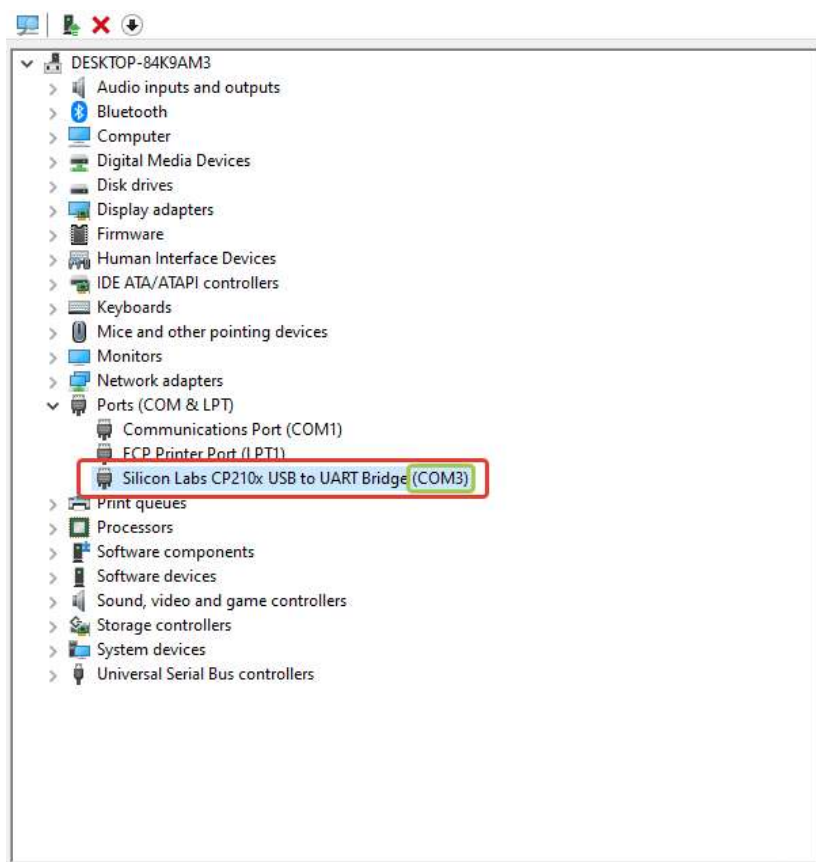 DESKTOP-84K9AM3
Audio inputs and outputs
Bluetooth
Computer
Digital Media Devices
Disk drives
Display adapters
Firmware
Human Interface Devices
IDE ATA/ATAPI controllers
Keyboards
Mice and other pointing devices
Monitors
Network adapters
Ports (COM & LPT)
Communications Port (COM1)
ECP Printer Port (LPT1)
Silicon Labs CP210x USB to UART Bridge (COM3)
Print queues
Processors
Software components
Software devices
Sound, video and game controllers
Storage controllers
System devices
Universal Serial Bus controllers